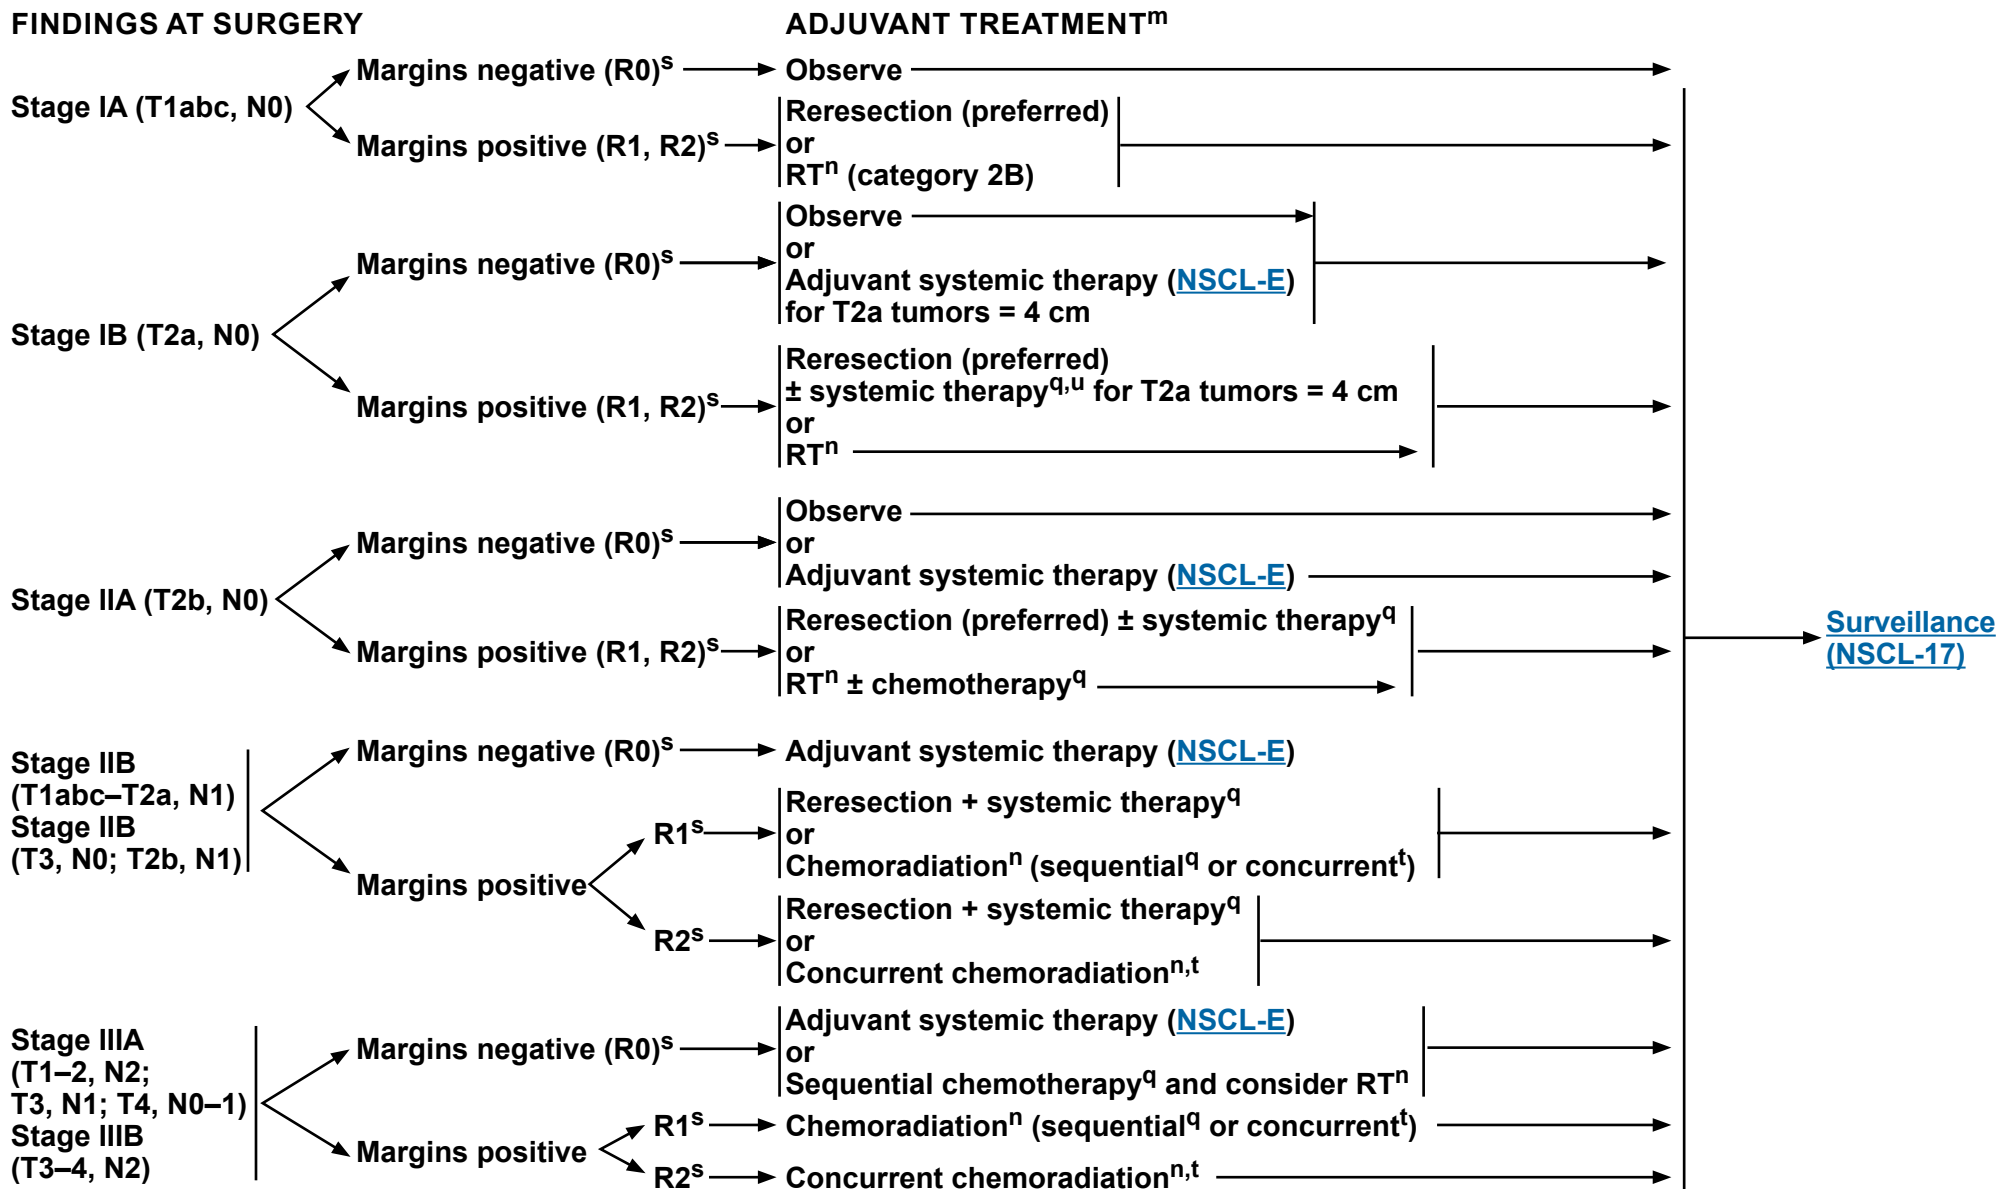 FINDINGS AT SURGERY
ADJUVANT TREATMENTm
Stage IA (T1abc, N0)
Margins negative (R0)s
Observe
Margins positive (R1, R2)s
Reresection (preferred)
or
RTn (category 2B)
Stage IB (T2a, N0)
Margins negative (R0)s
Observe
or
Adjuvant systemic therapy (NSCL-E)
for T2a tumors = 4 cm
Margins positive (R1, R2)s
Reresection (preferred)
± systemic therapyq,u for T2a tumors = 4 cm
or
RTn
Stage IIA (T2b, N0)
Margins negative (R0)s
Observe
or
Adjuvant systemic therapy (NSCL-E)
Margins positive (R1, R2)s
Reresection (preferred) ± systemic therapyq
or
RTn ± chemotherapyq
Stage IIB
(T1abc–T2a, N1)
Stage IIB
(T3, N0; T2b, N1)
Margins negative (R0)s
Adjuvant systemic therapy (NSCL-E)
Margins positive
R1s
Reresection + systemic therapyq
or
Chemoradiationn (sequentialq or concurrentt)
R2s
Reresection + systemic therapyq
or
Concurrent chemoradiationn,t
Stage IIIA
(T1–2, N2;
T3, N1; T4, N0–1)
Stage IIIB
(T3–4, N2)
Margins negative (R0)s
Adjuvant systemic therapy (NSCL-E)
or
Sequential chemotherapyq and consider RTn
Margins positive
R1s
Chemoradiationn (sequentialq or concurrentt)
R2s
Concurrent chemoradiationn,t
Surveillance
(NSCL-17)